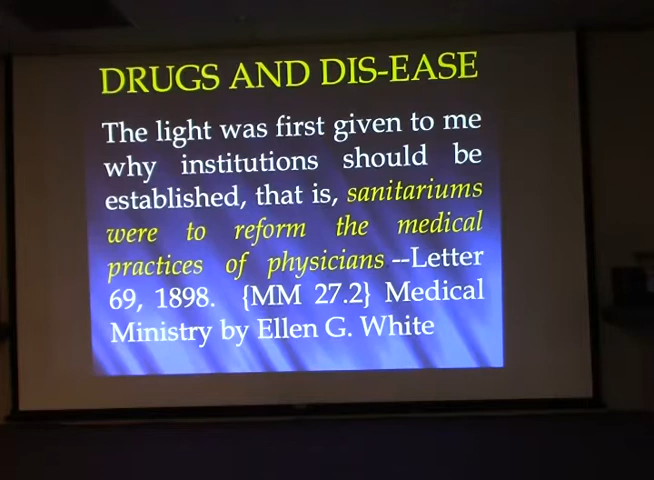 DRUGS AND DIS-EASE
The light was first given to me
why institutions should be
established, that is, sanitariums
were to reform the medical
practices of physicians --Letter
69, 1898. {MM 27.2} Medical
Ministry by Ellen G. White